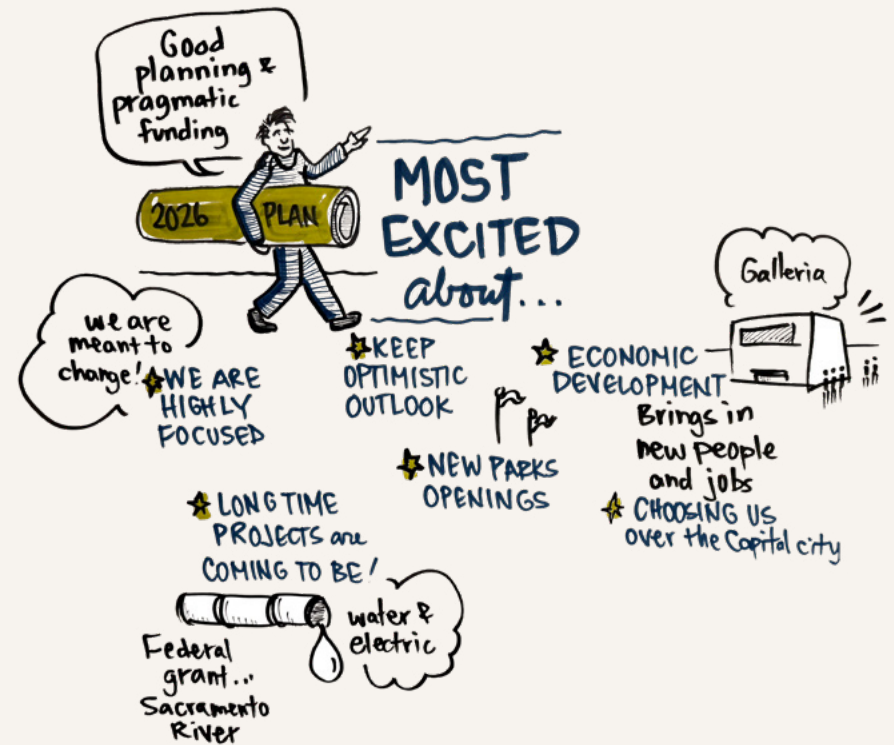 Good
planning &
pragmatic
funding
2026 PLAN
MOST
EXCITED
about...
we are
meant to
change!
WE ARE
HIGHLY
FOCUSED
KEEP
OPTIMISTIC
OUTLOOK
Galleria
ECONOMIC
DEVELOPMENT
Brings in
new people
and jobs
NEW PARKS
OPENINGS
CHOOSING US
over the Capital city
LONG TIME
PROJECTS are
COMING TO BE!
water &
electric
Federal
grant...
Sacramento
River